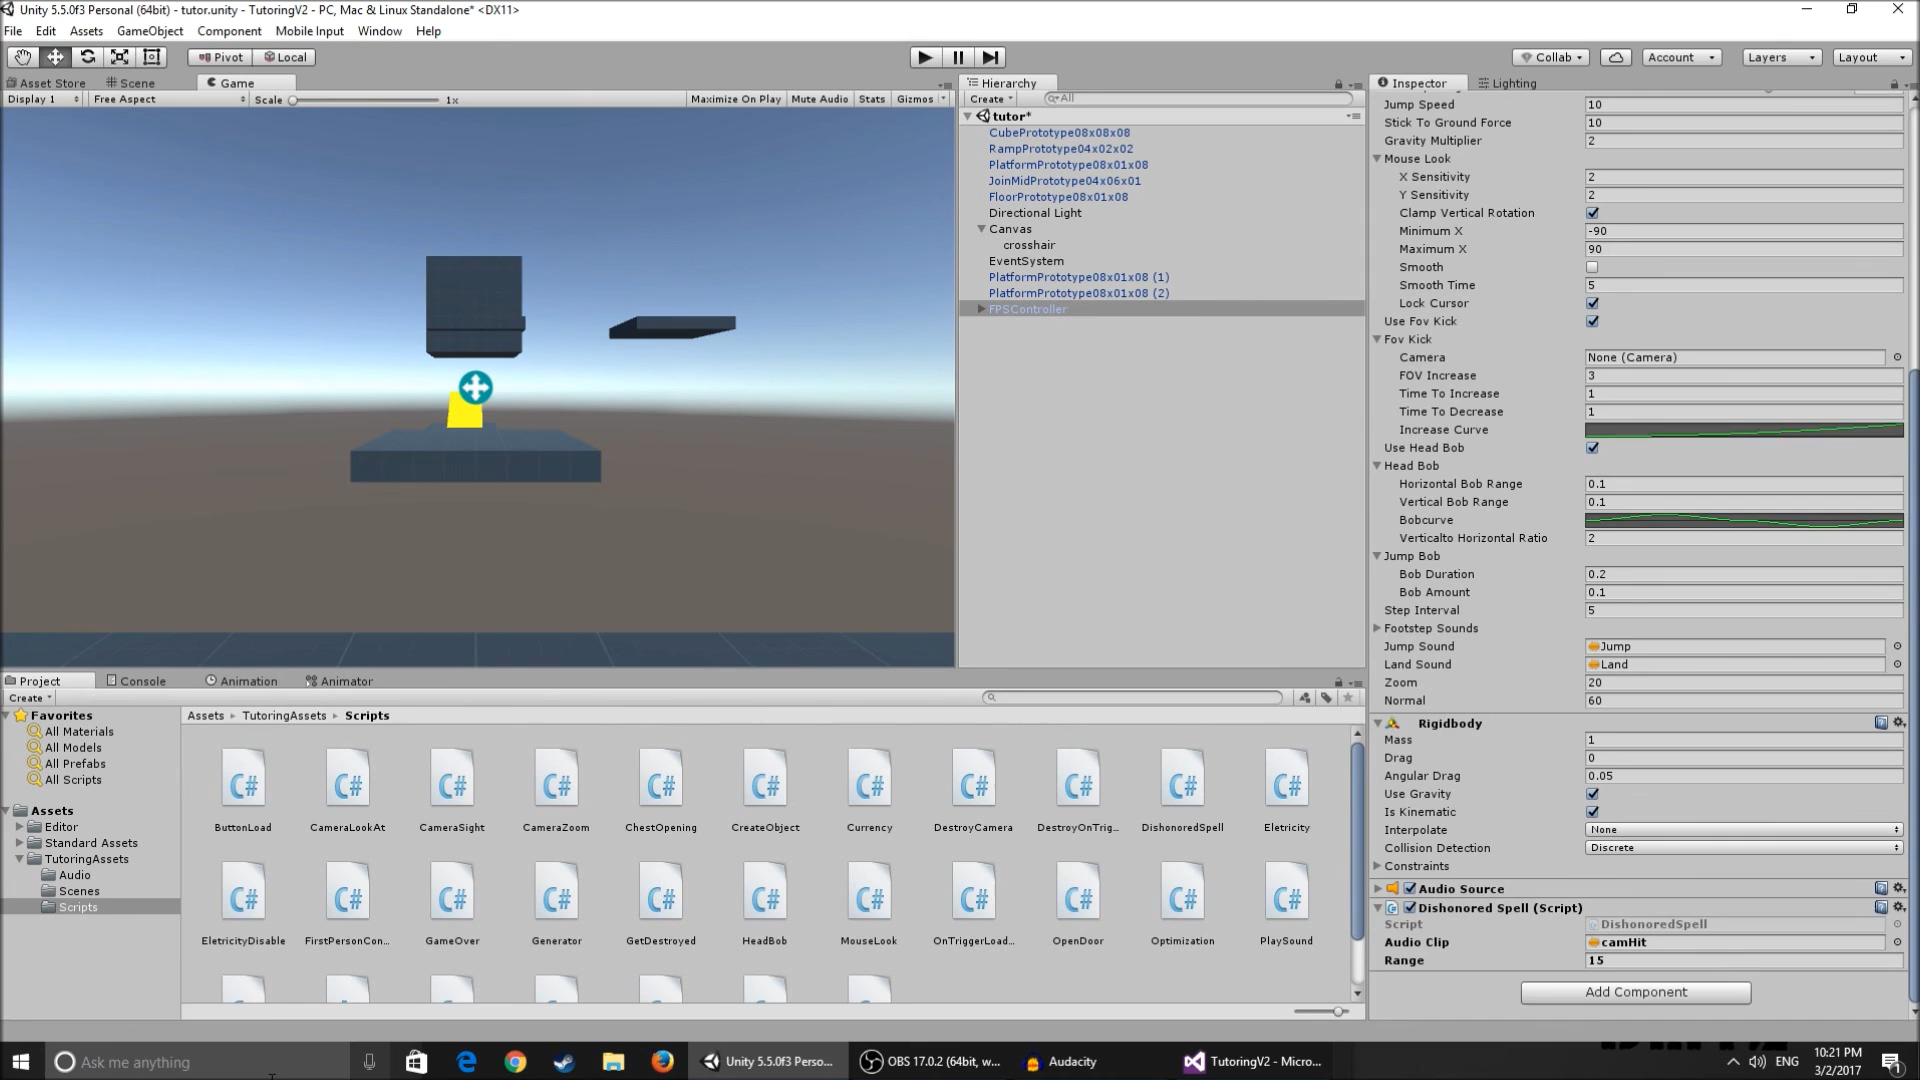 Unity 5.5.0f3 Personal (64bit) - tutor.unity - TutoringV2 - PC, Mac & Linux Standalone* <DX11>
File Edit Assets GameObject Component Mobile Input Window Help
Pivot Local Collab Account Layers Layout
Asset Store Scene Game
Display 1 Free Aspect Scale 1x Maximize On Play Mute Audio Stats Gizmos
Hierarchy
Create All
tutor*
CubePrototype08x08x08
RampPrototype04x02x02
PlatformPrototype08x01x08
JoinMidPrototype04x06x01
FloorPrototype08x01x08
Directional Light
Canvas
crosshair
EventSystem
PlatformPrototype08x01x08 (1)
PlatformPrototype08x01x08 (2)
FPSController
Inspector Lighting
Jump Speed 10
Stick To Ground Force 10
Gravity Multiplier 2
Mouse Look
X Sensitivity 2
Y Sensitivity 2
Clamp Vertical Rotation
Minimum X -90
Maximum X 90
Smooth
Smooth Time 5
Lock Cursor
Use Fov Kick
Fov Kick
Camera None (Camera)
FOV Increase 3
Time To Increase 1
Time To Decrease 1
Increase Curve
Use Head Bob
Head Bob
Horizontal Bob Range 0.1
Vertical Bob Range 0.1
Bobcurve
Verticalto Horizontal Ratio 2
Jump Bob
Bob Duration 0.2
Bob Amount 0.1
Step Interval 5
Footstep Sounds
Jump Sound Jump
Land Sound Land
Zoom 20
Normal 60
Rigidbody
Mass 1
Drag 0
Angular Drag 0.05
Use Gravity
Is Kinematic
Interpolate None
Collision Detection Discrete
Constraints
Audio Source
Dishonored Spell (Script)
Script DishonoredSpell
Audio Clip camHit
Range 15
Add Component
Project Console Animation Animator
Create
Favorites
All Materials
All Models
All Prefabs
All Scripts
Assets
Editor
Standard Assets
TutoringAssets
Audio
Scenes
Scripts
Assets TutoringAssets Scripts
C# C# C# C# C# C# C# C# C# C# C#
ButtonLoad CameraLookAt CameraSight CameraZoom ChestOpening CreateObject Currency DestroyCamera DestroyOnTrig... DishonoredSpell Eletricity
C# C# C# C# C# C# C# C# C# C# C#
EletricityDisable FirstPersonCon... GameOver Generator GetDestroyed HeadBob MouseLook OnTriggerLoad... OpenDoor Optimization PlaySound
Ask me anything
Unity 5.5.0f3 Perso... OBS 17.0.2 (64bit, w... Audacity TutoringV2 - Micro...
ENG
10:21 PM
3/2/2017
1